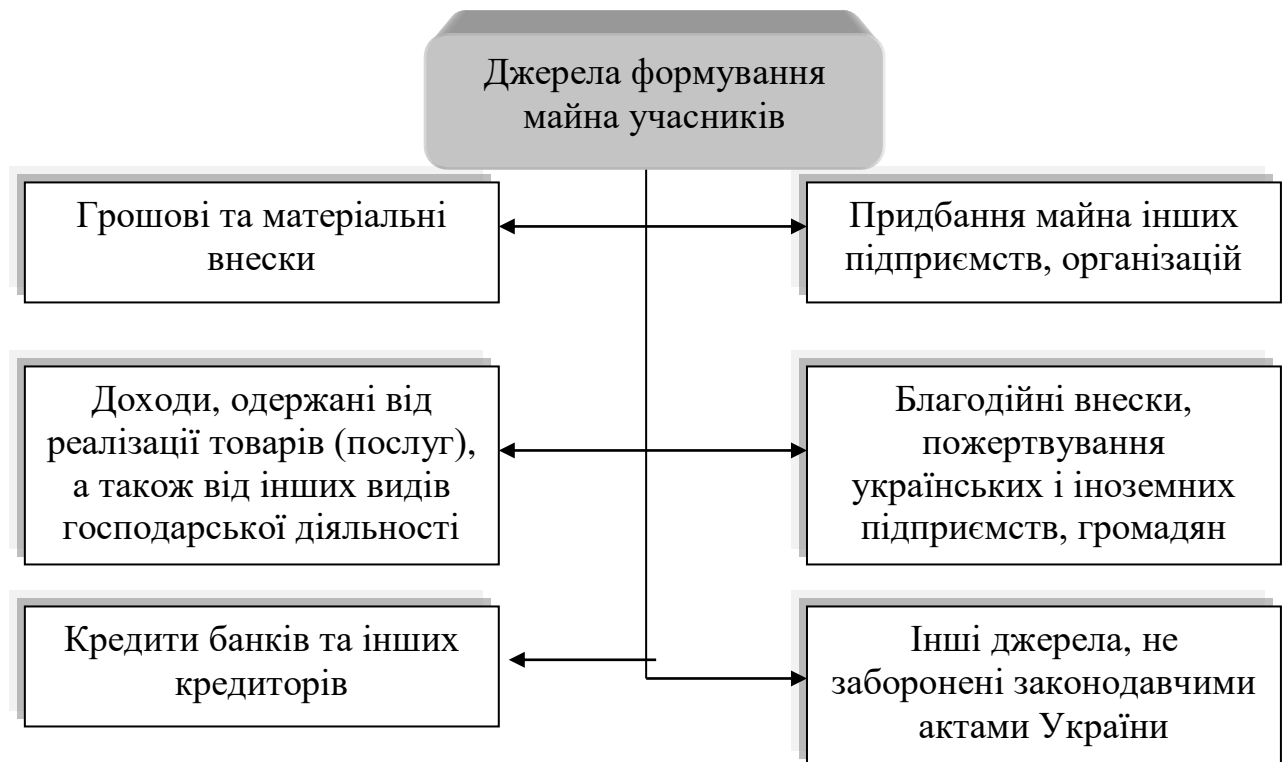 Джерела формування
майна учасників
Грошові та матеріальні
внески
Придбання майна інших
підприємств, організацій
Доходи, одержані від
реалізації товарів (послуг),
а також від інших видів
господарської діяльності
Благодійні внески,
пожертвування
українських і іноземних
підприємств, громадян
Кредити банків та інших
кредиторів
Інші джерела, не
заборонені законодавчими
актами України